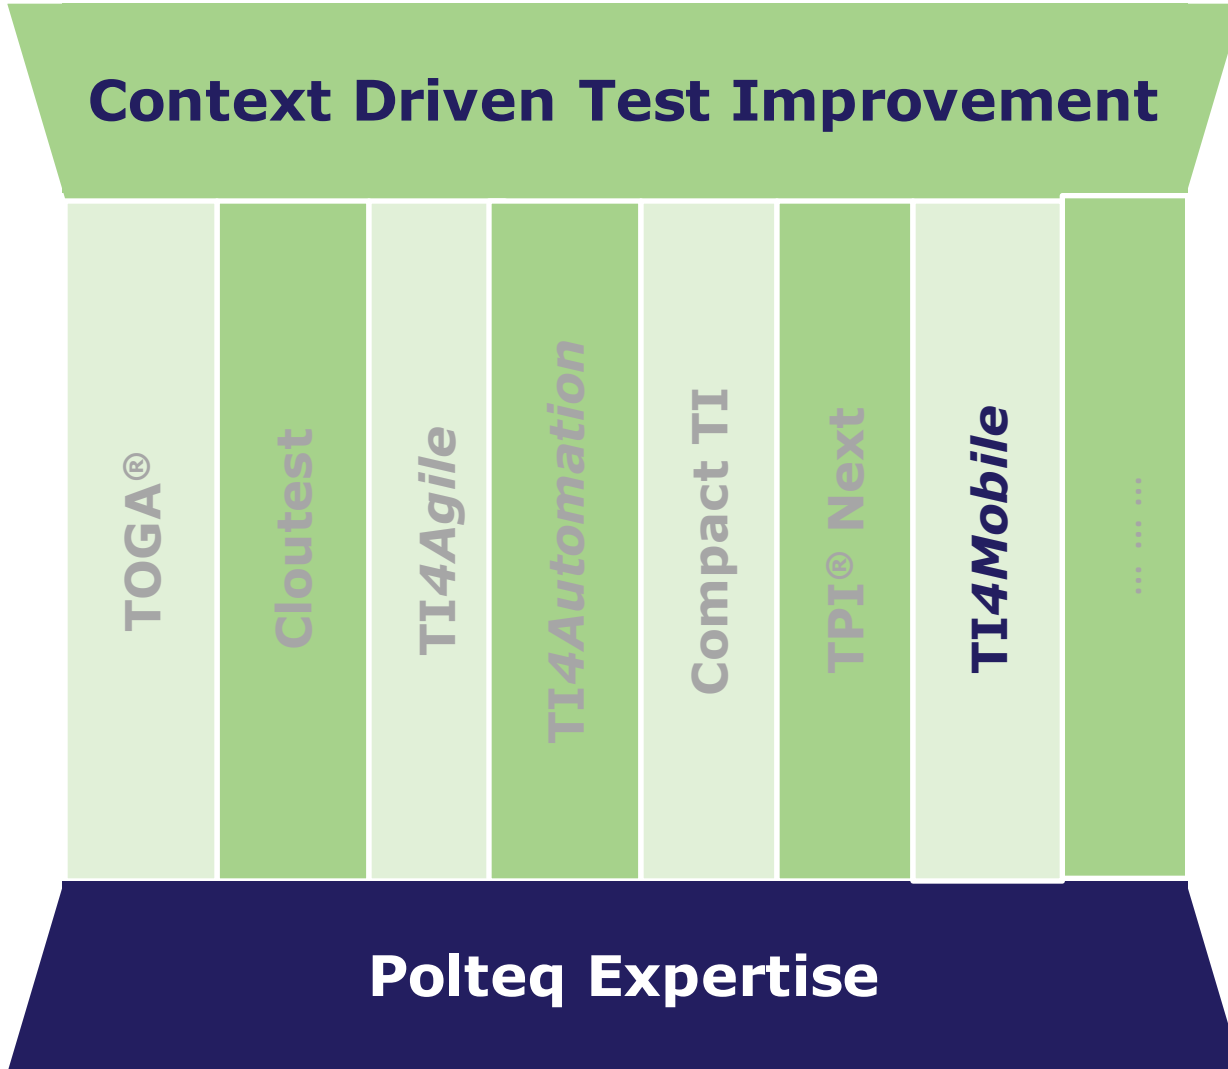 Context Driven Test Improvement
TOGA®
Cloutest
TI4Agile
TI4Automation
Compact TI
TPI® Next
TI4Mobile
... ... ...
Polteq Expertise